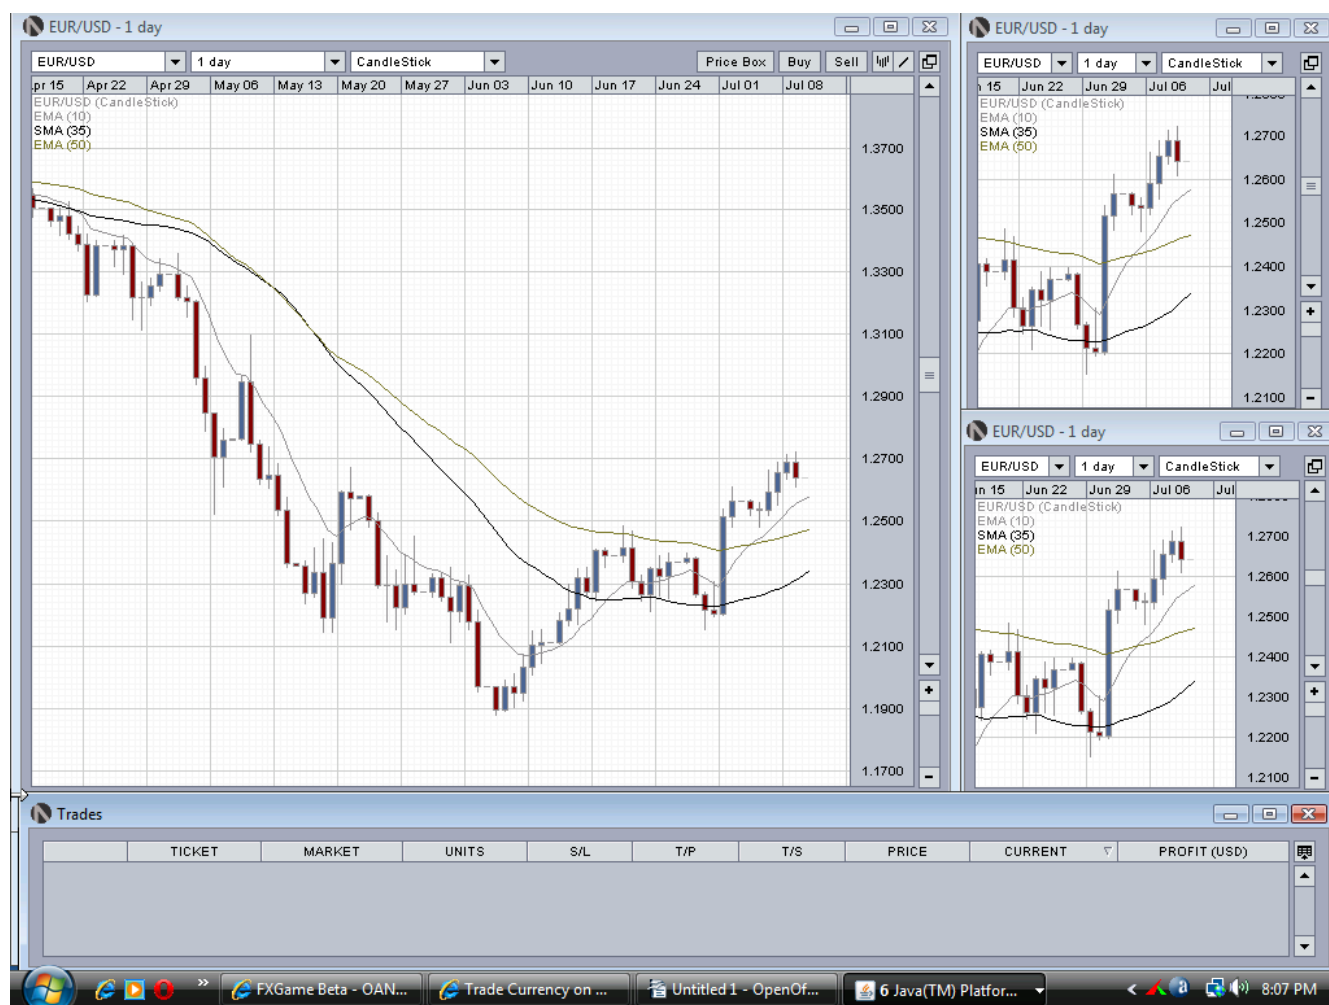 EUR/USD - 1 day
EUR/USD 1 day CandleStick Price Box Buy Sell
pr 15 Apr 22 Apr 29 May 06 May 13 May 20 May 27 Jun 03 Jun 10 Jun 17 Jun 24 Jul 01 Jul 08
EUR/USD (CandleStick)
EMA (10)
SMA (35)
EMA (50)
1.3700
1.3500
1.3300
1.3100
1.2900
1.2700
1.2500
1.2300
1.2100
1.1900
1.1700
EUR/USD - 1 day
EUR/USD 1 day CandleStick
15 Jun 22 Jun 29 Jul 06 Jul
EUR/USD (CandleStick)
EMA (10)
SMA (35)
EMA (50)
1.2700
1.2600
1.2500
1.2400
1.2300
1.2200
1.2100
EUR/USD - 1 day
EUR/USD 1 day CandleStick
n 15 Jun 22 Jun 29 Jul 06 Jul
EUR/USD (CandleStick)
EMA (10)
SMA (35)
EMA (50)
1.2700
1.2600
1.2500
1.2400
1.2300
1.2200
1.2100
Trades
TICKET MARKET UNITS S/L T/P T/S PRICE CURRENT PROFIT (USD)
FXGame Beta - OAN... Trade Currency on ... Untitled 1 - OpenOf... 6 Java(TM) Platfor... 8:07 PM